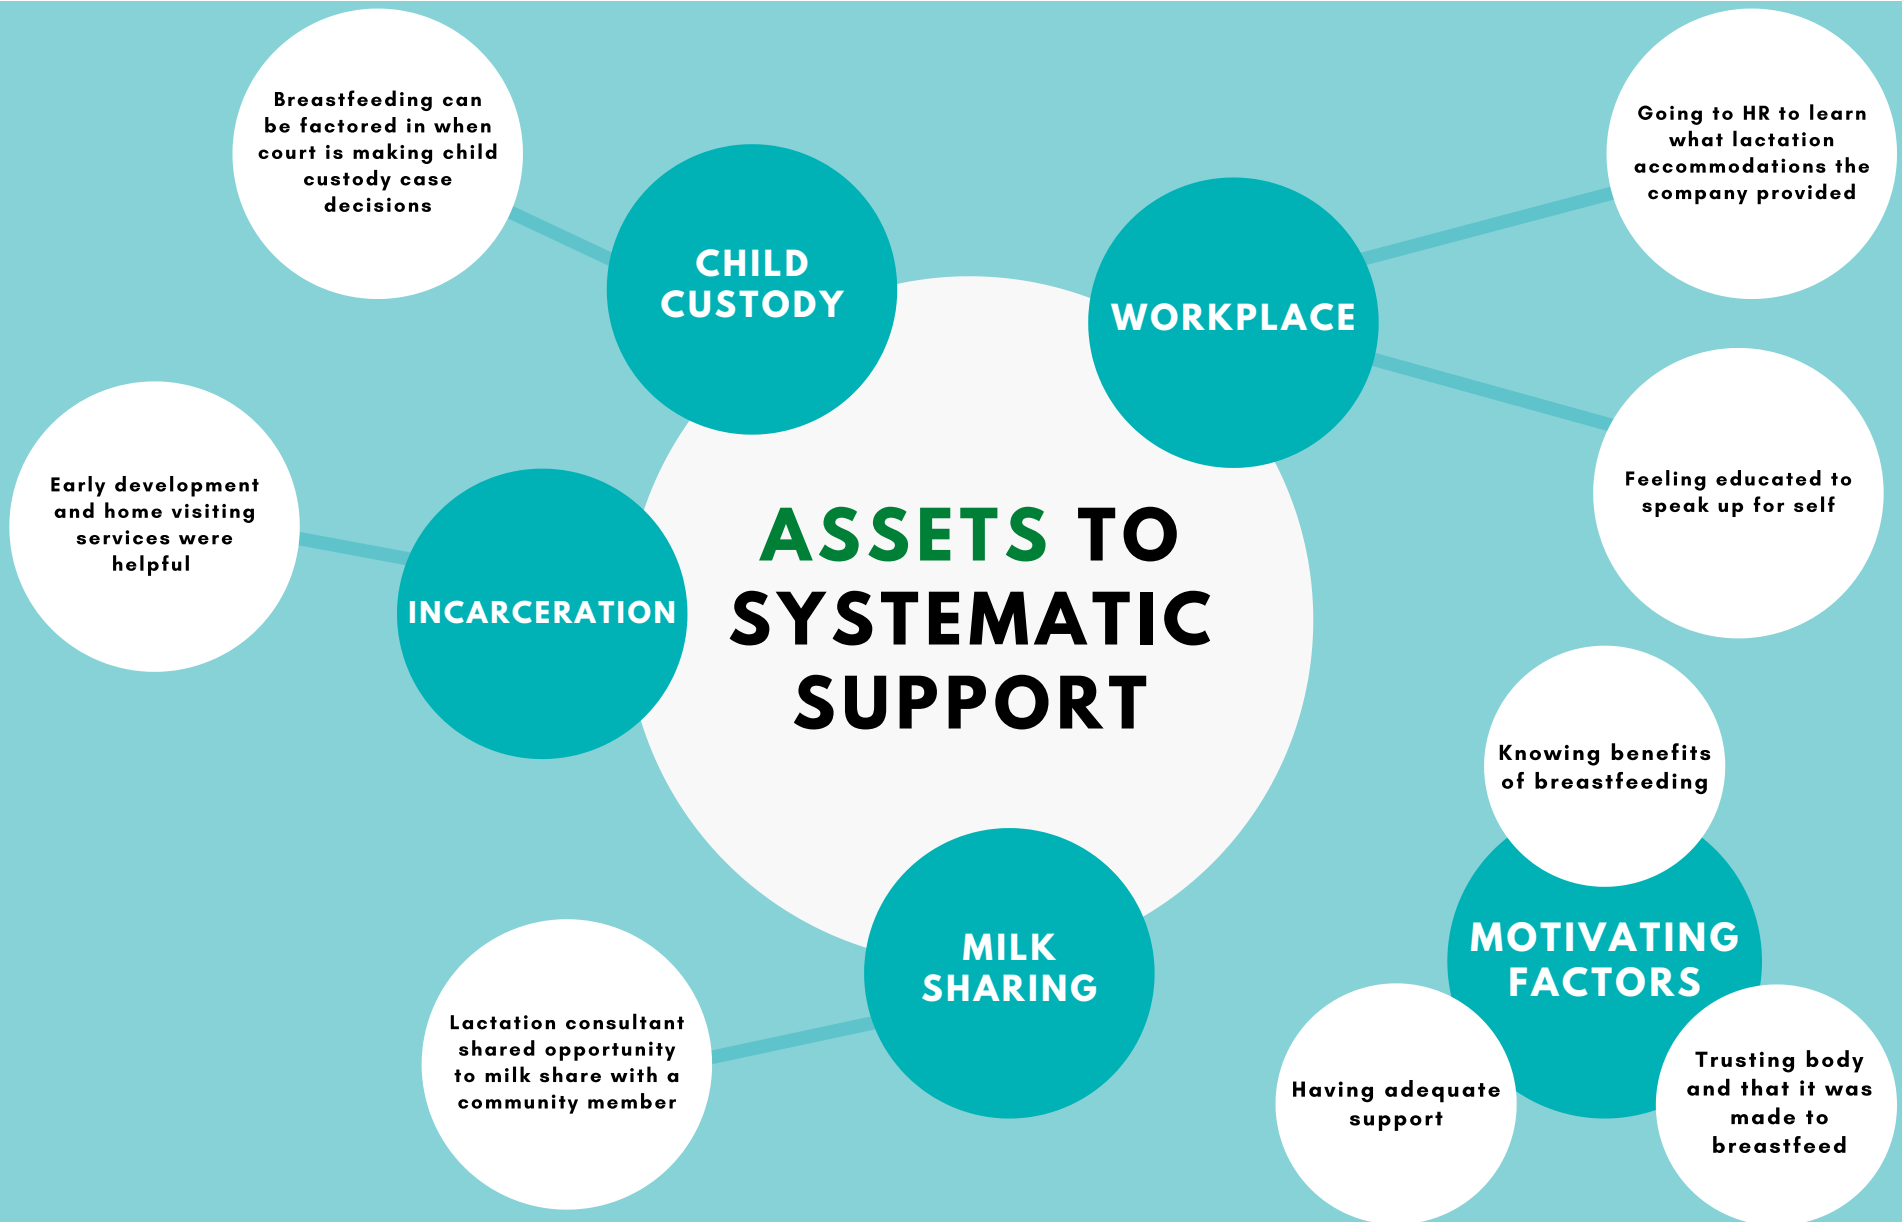 Breastfeeding can
be factored in when
court is making child
custody case
decisions
CHILD
CUSTODY
WORKPLACE
Going to HR to learn
what lactation
accommodations the
company provided
Feeling educated to
speak up for self
Early development
and home visiting
services were
helpful
INCARCERATION
ASSETS TO
SYSTEMATIC
SUPPORT
MILK
SHARING
Lactation consultant
shared opportunity
to milk share with a
community member
Knowing benefits
of breastfeeding
MOTIVATING
FACTORS
Having adequate
support
Trusting body
and that it was
made to
breastfeed